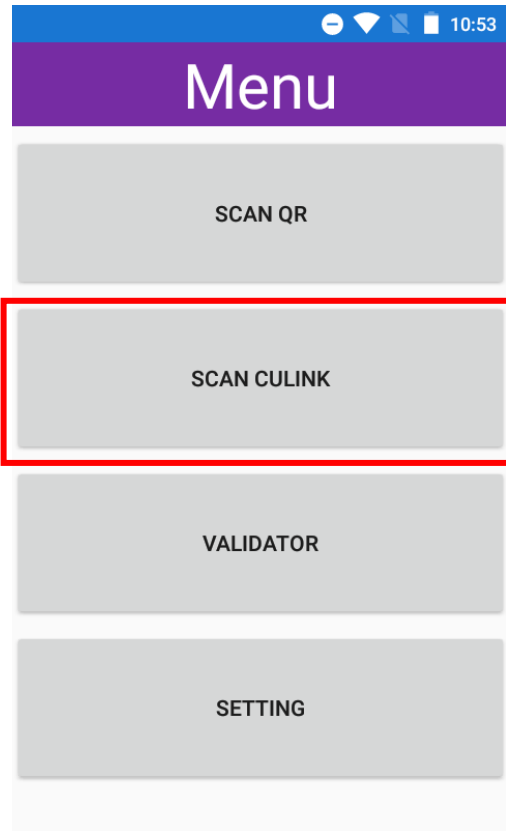 10:53
Menu
SCAN QR
SCAN CULINK
VALIDATOR
SETTING